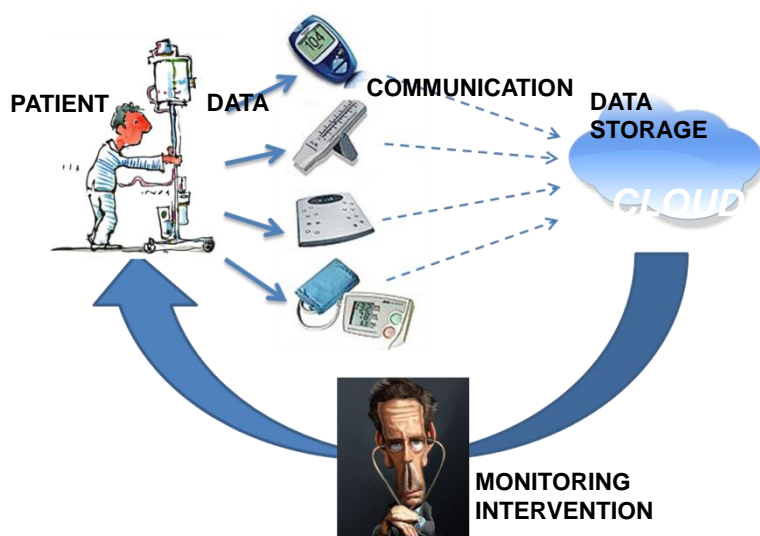 PATIENT
DATA
104
COMMUNICATION
DATA
STORAGE
CLOUD
MONITORING
INTERVENTION